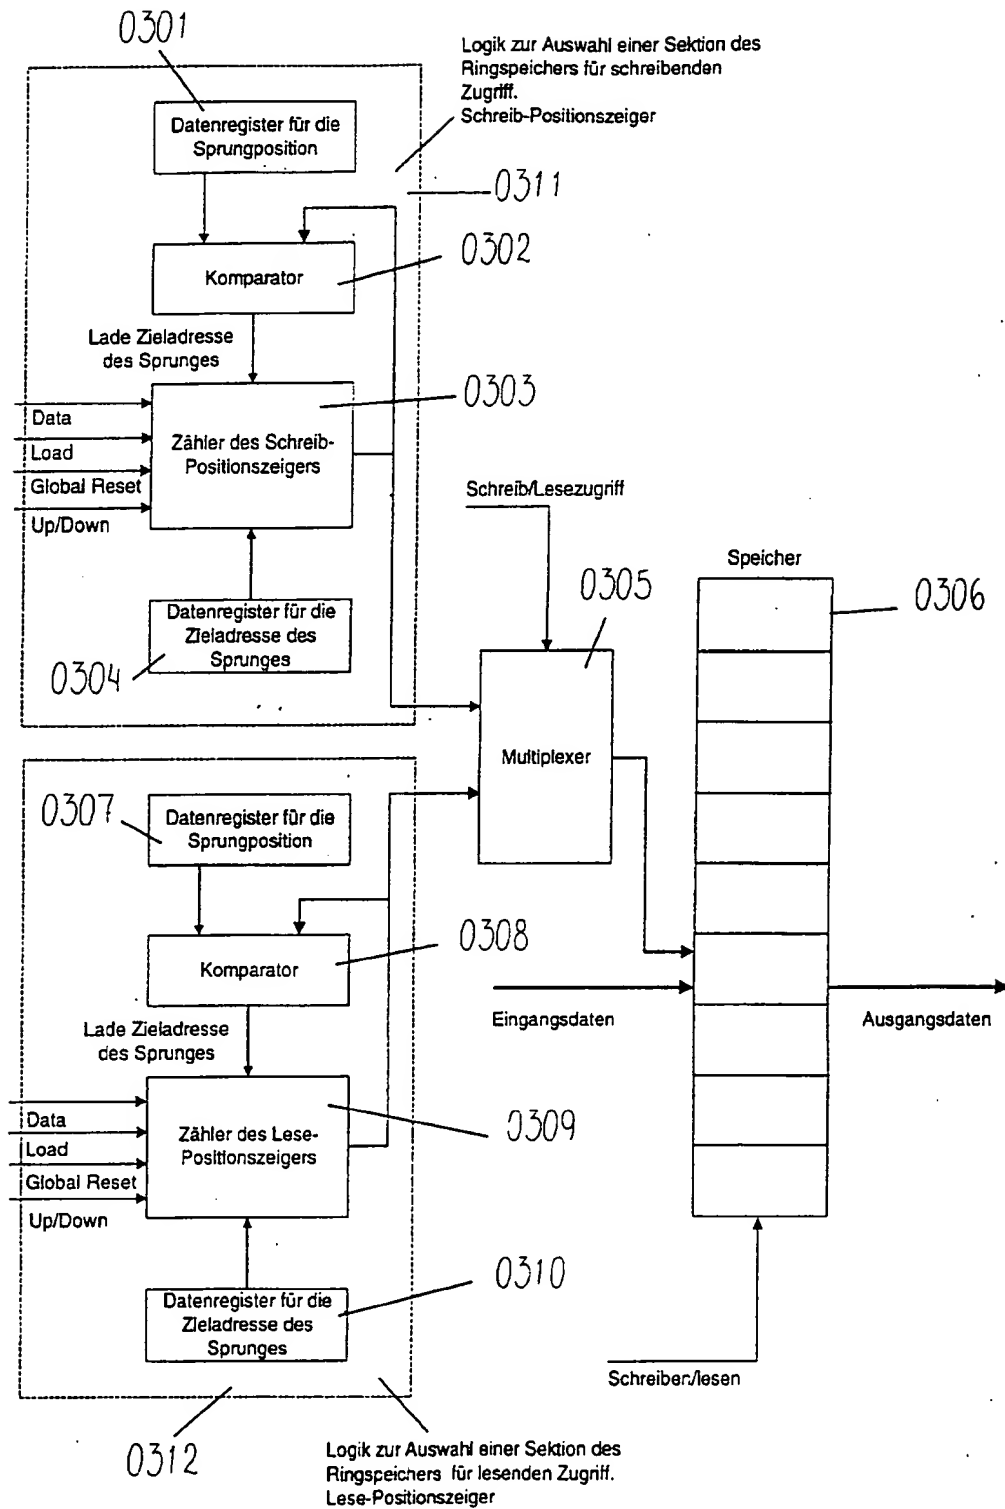 0301
Logik zur Auswahl einer Sektion des
Ringspeichers für schreibenden
Zugriff.
Schreib-Positionszeiger
Datenregister für die
Sprungposition
0311
0302
Komparator
Lade Zieladresse
des Sprunges
0303
Data
Load
Global Reset
Up/Down
Zähler des Schreib-
Positionszeigers
Schreib/Lesezugriff
Speicher
0305
0306
Datenregister für die
Zieladresse des
Sprunges
0304
Multiplexer
0307
Datenregister für die
Sprungposition
0308
Komparator
Eingangsdaten
Ausgangsdaten
Lade Zieladresse
des Sprunges
0309
Data
Load
Global Reset
Up/Down
Zähler des Lese-
Positionszeigers
0310
Datenregister für die
Zieladresse des
Sprunges
Schreiben/lesen
0312
Logik zur Auswahl einer Sektion des
Ringspeichers für lesenden Zugriff.
Lese-Positionszeiger